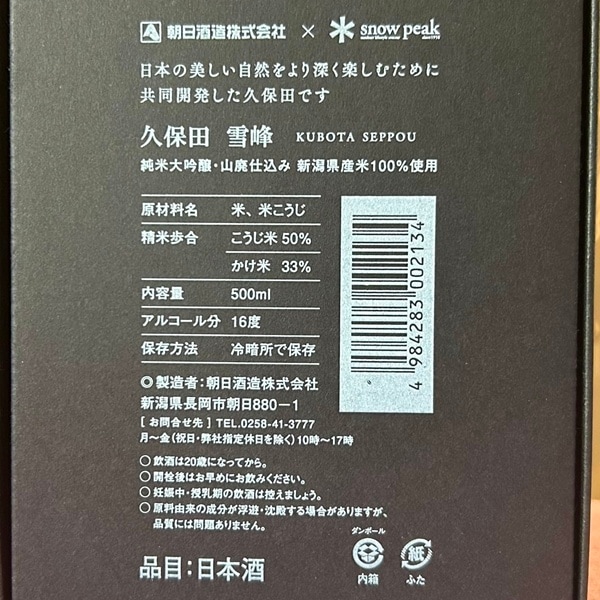 朝日酒造株式会社 × snow peak
日本の美しい自然をより深く楽しむために
共同開発した久保田です
久保田 雪峰 KUBOTA SEPPOU
純米大吟醸・山廃仕込み 新潟県産米100%使用
原材料名 米、米こうじ
精米歩合 こうじ米 50%
かけ米 33%
内容量 500ml
アルコール分 16度
保存方法 冷暗所で保存
4 984283 002134
◎製造者:朝日酒造株式会社
新潟県長岡市朝日880-1
[お問合せ先] TEL.0258-41-3777
月〜金(祝日・弊社指定休日を除く)10時〜17時
○飲酒は20歳になってから。
○開栓後はお早めにお飲みください。
○妊娠中・授乳期の飲酒は控えましょう。
○原料由来の成分が浮遊・沈殿する場合がありますが、
品質には問題ありません。
品目:日本酒
ダンボール
内箱
紙
ふた